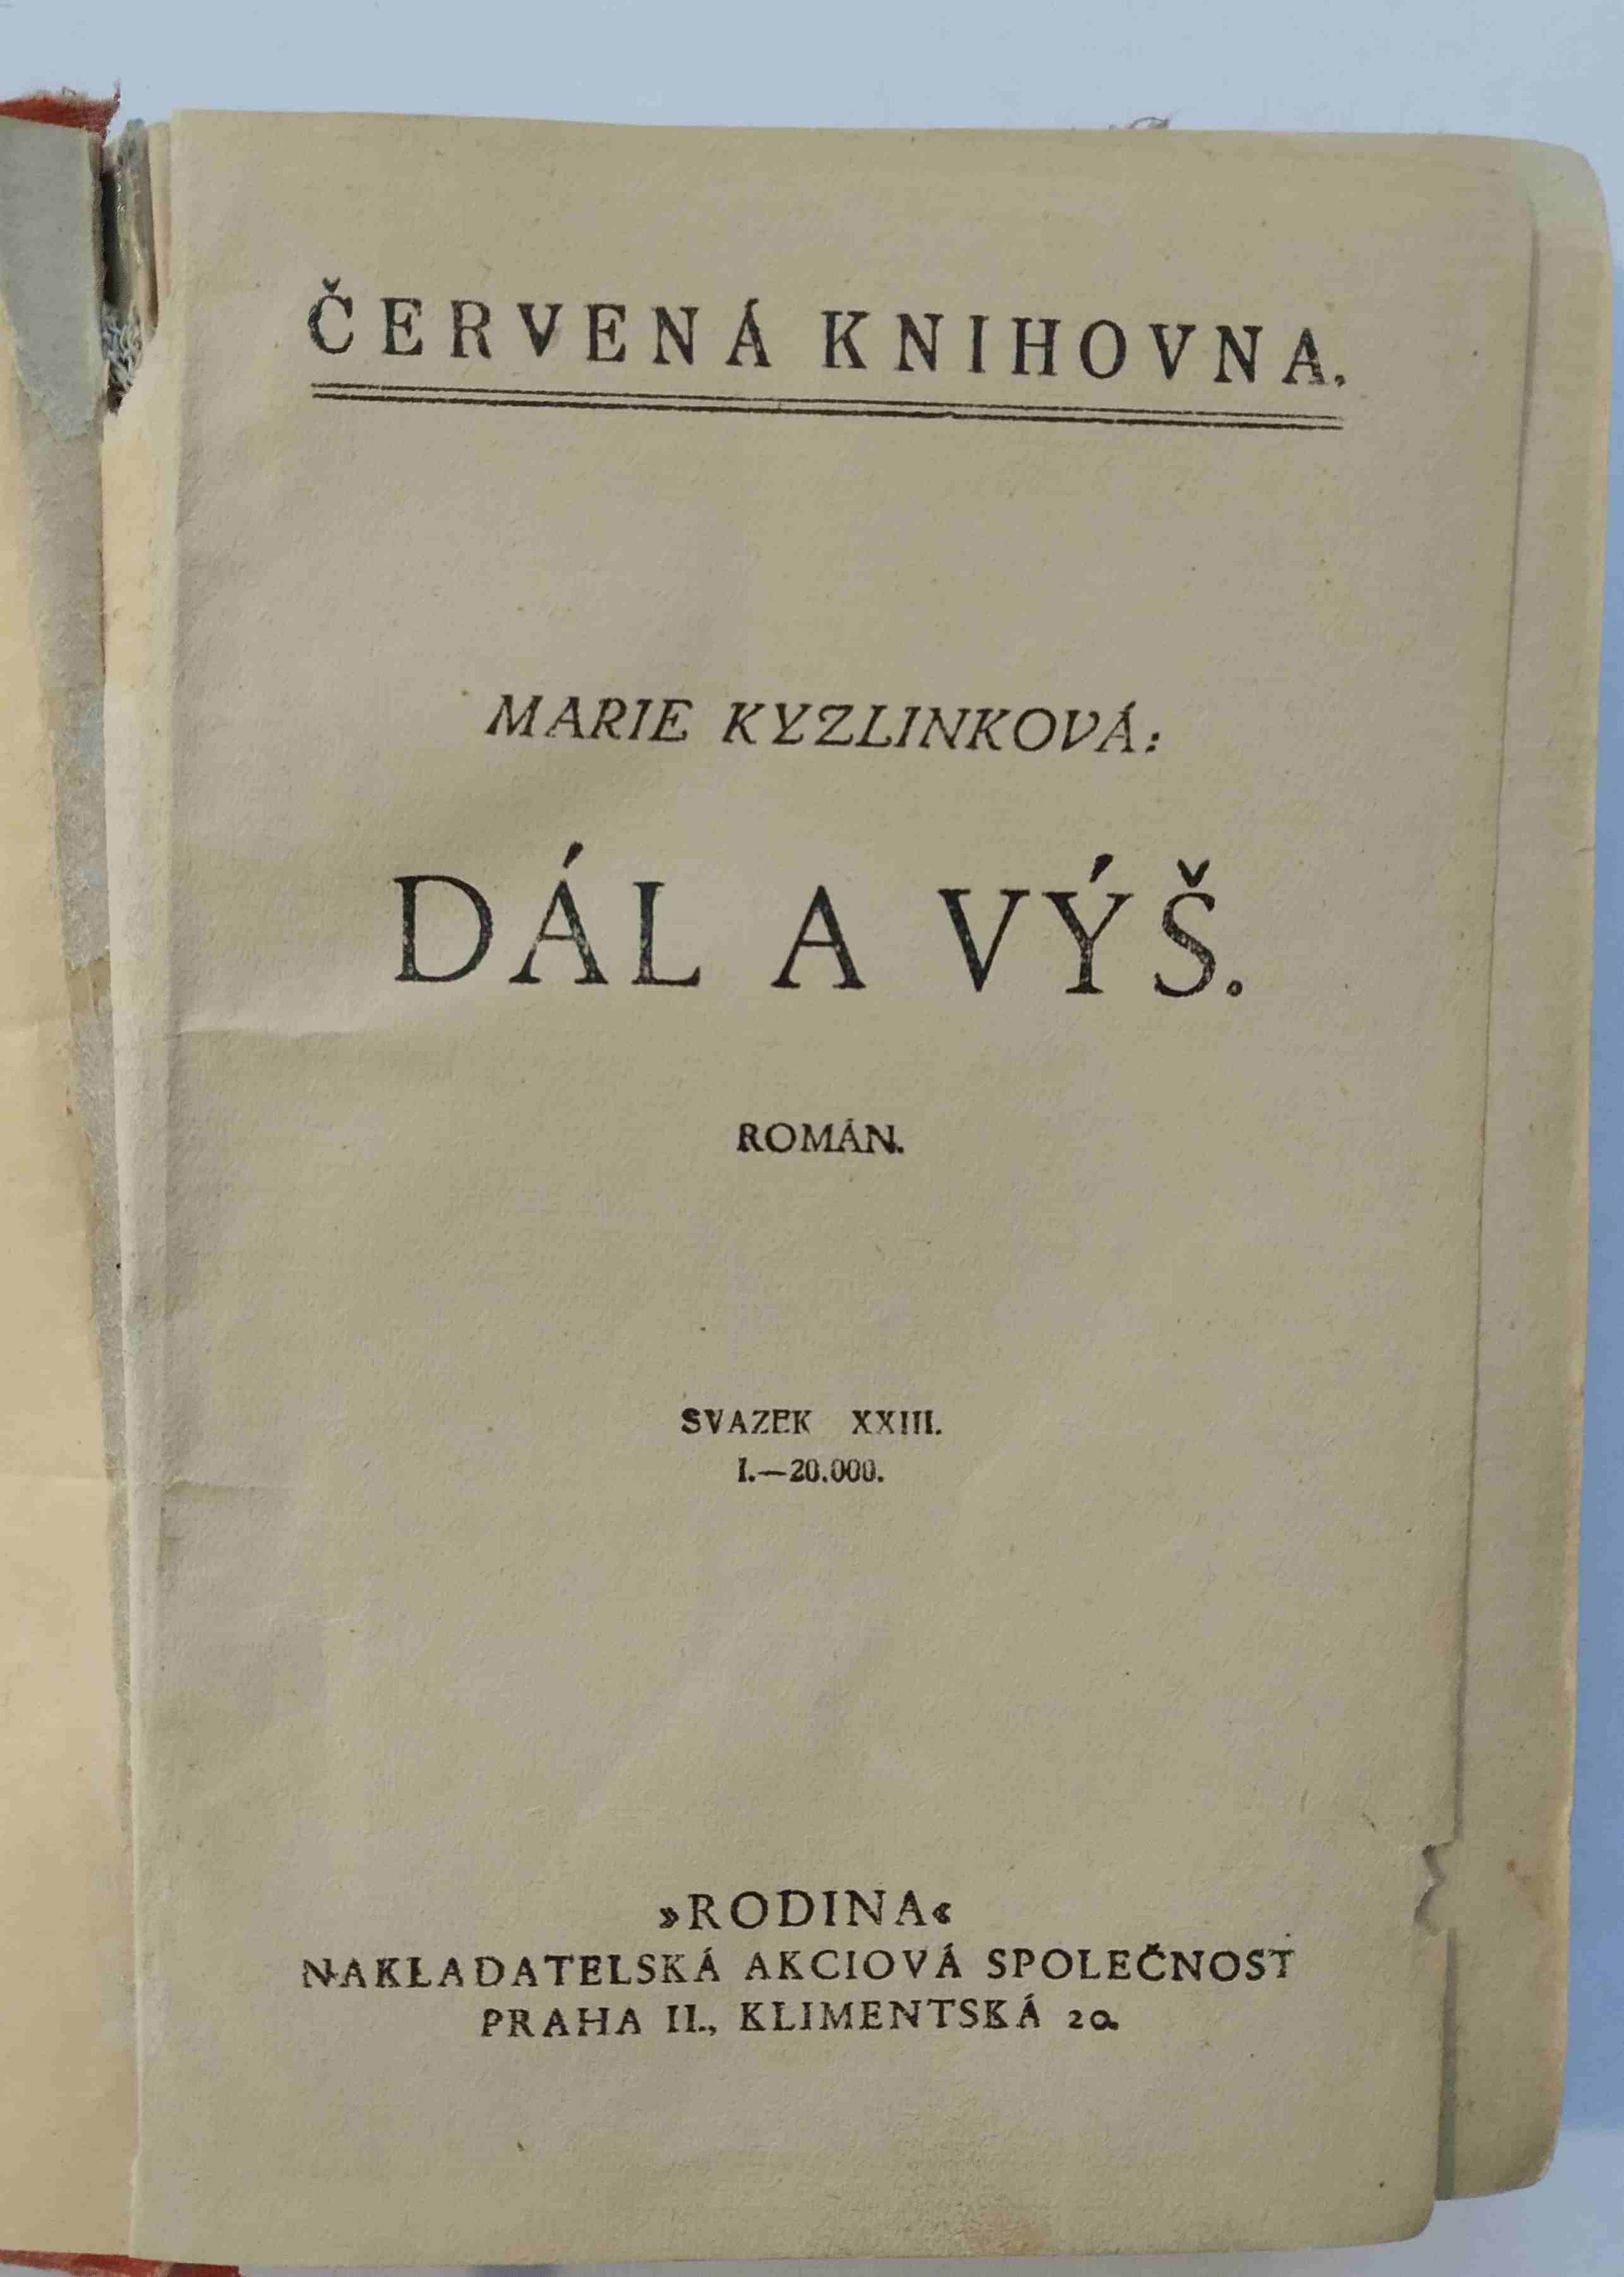 ČERVENÁ KNIHOVNA.
MARIE KYZLINKOVÁ:
DÁL A VÝŠ.
ROMÁN.
SVAZEK XXIII.
I.—20.000.
»RODINA«
NAKLADATELSKÁ AKCIOVÁ SPOLEČNOST
PRAHA II., KLIMENTSKÁ 20.